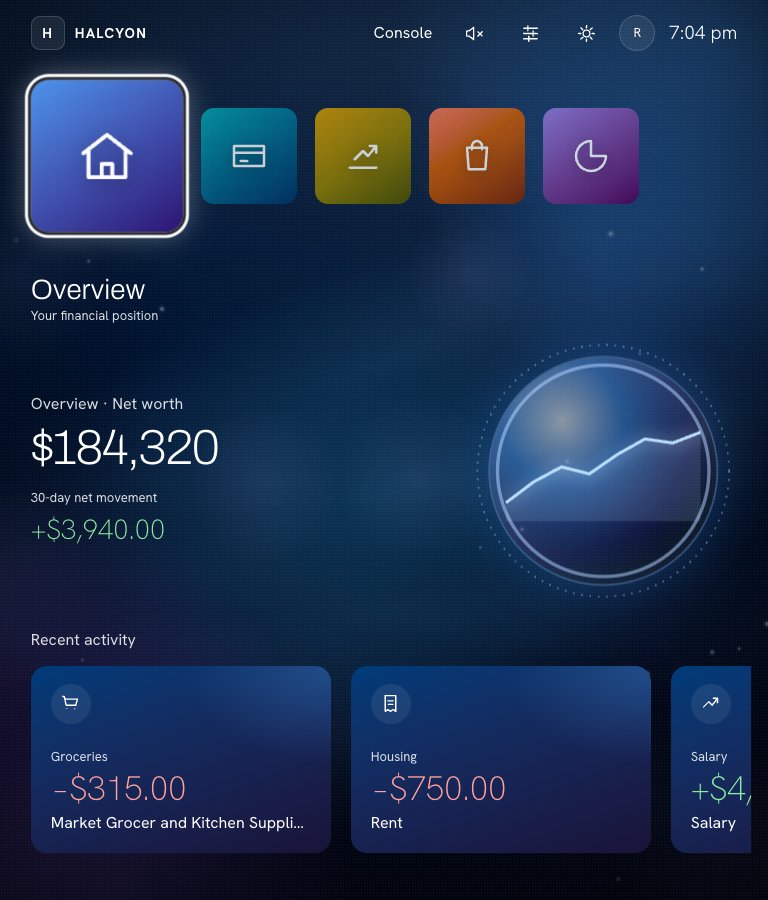 H HALCYON Console R 7:04 pm
Overview
Your financial position
Overview · Net worth
$184,320
30-day net movement
+$3,940.00
Recent activity
Groceries
−$315.00
Market Grocer and Kitchen Suppli...
Housing
−$750.00
Rent
Salary
+$4,
Salary